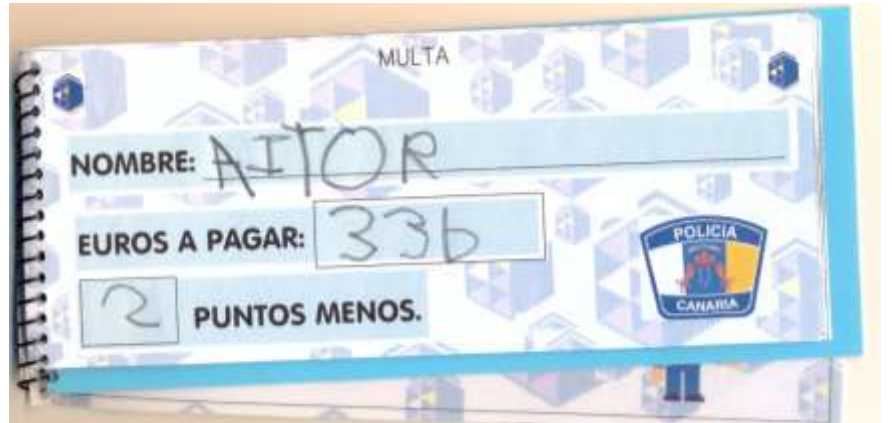 MULTA
NOMBRE: AITOR
EUROS A PAGAR: 336
2 PUNTOS MENOS.
POLICIA
CANARIA